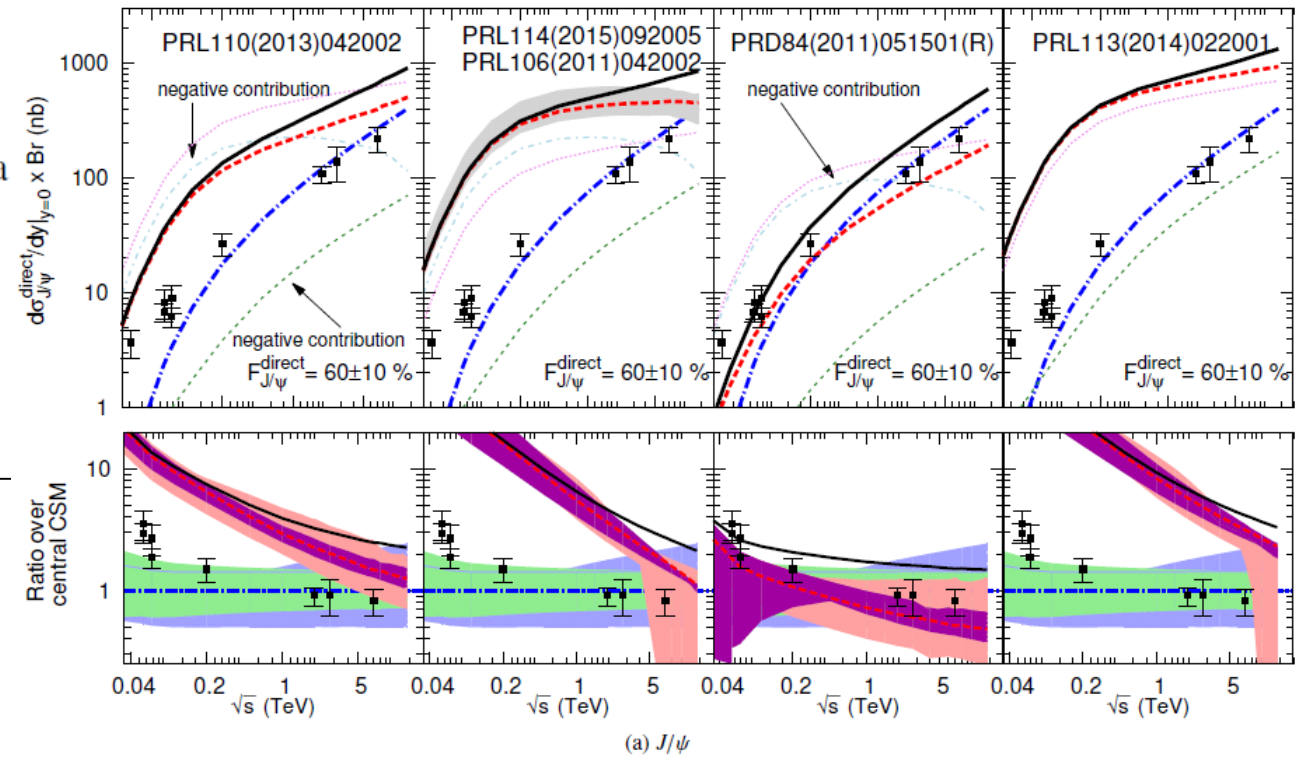 PRL110(2013)042002
PRL114(2015)092005
PRL106(2011)042002
PRD84(2011)051501(R)
PRL113(2014)022001
negative contribution
negative contribution
negative contribution
a
dσ^direct_J/ψ/dy|y=0 x Br (nb)
1000
100
10
1
F^direct_J/ψ = 60±10 %
F^direct_J/ψ = 60±10 %
F^direct_J/ψ = 60±10 %
F^direct_J/ψ = 60±10 %
Ratio over
central CSM
10
1
0.04 0.2 1 5
0.04 0.2 1 5
0.04 0.2 1 5
0.04 0.2 1 5
√s (TeV)
√s (TeV)
√s (TeV)
√s (TeV)
(a) J/ψ